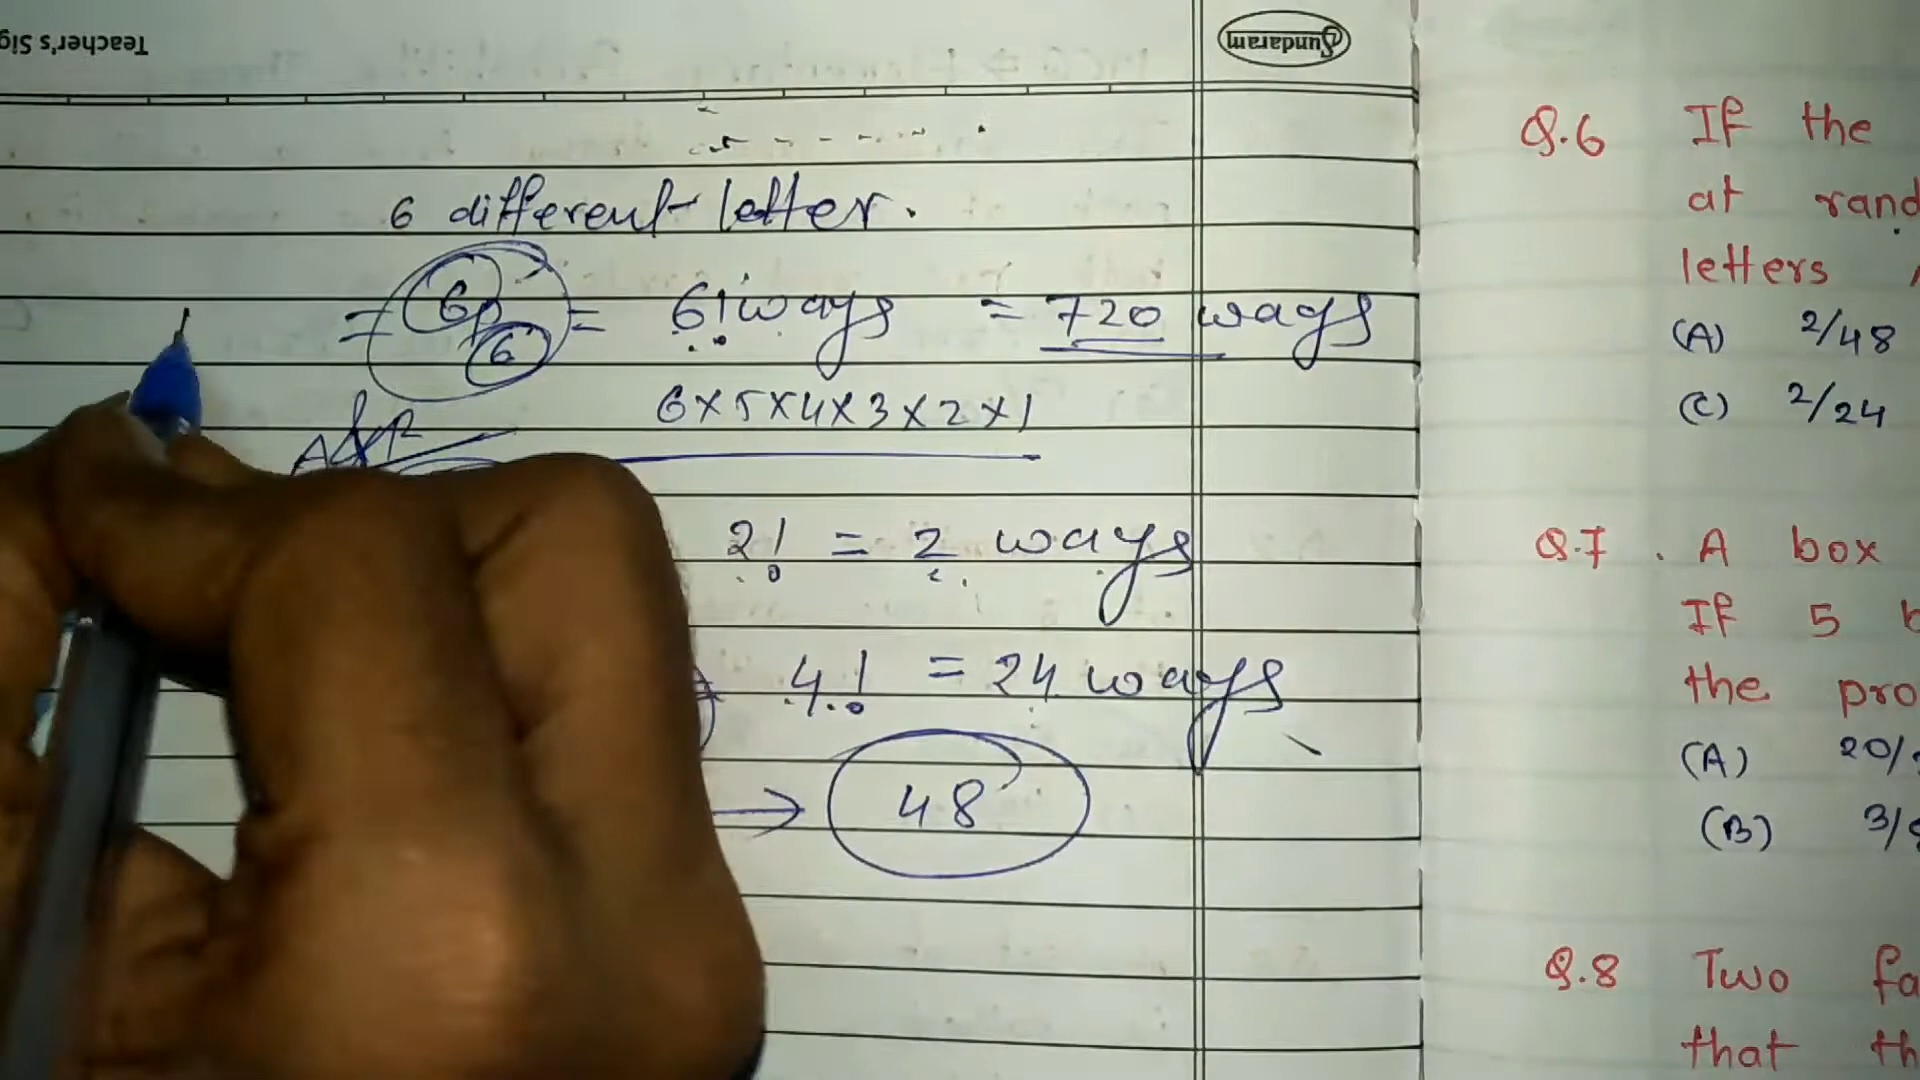 Teacher's Sig
Sundaram
6 different letter.
= 6P6 = 6! ways = 720 ways
6×5×4×3×2×1
2! = 2 ways
4! = 24 ways
→ 48
Q.6 If the
at rand
letters
(A) 2/48
(C) 2/24
Q.7. A box
If 5 b
the pro
(A) 20/
(B) 3/
Q.8 Two fa
that th